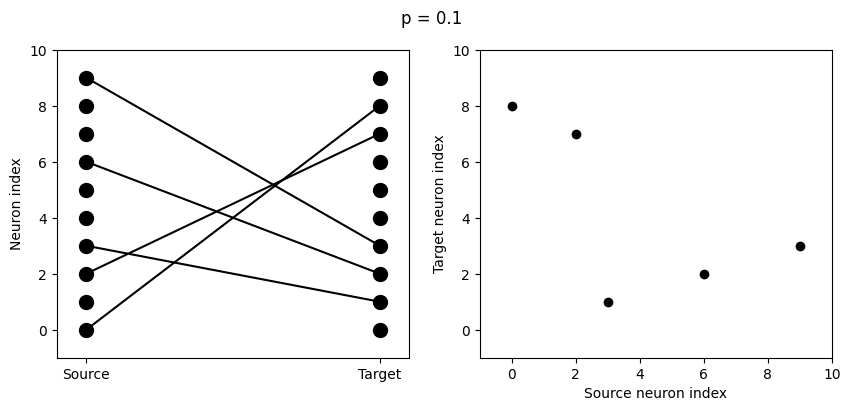 p = 0.1
Neuron index
10
8
6
4
2
0
Source Target
Target neuron index
10
8
6
4
2
0
0 2 4 6 8 10
Source neuron index